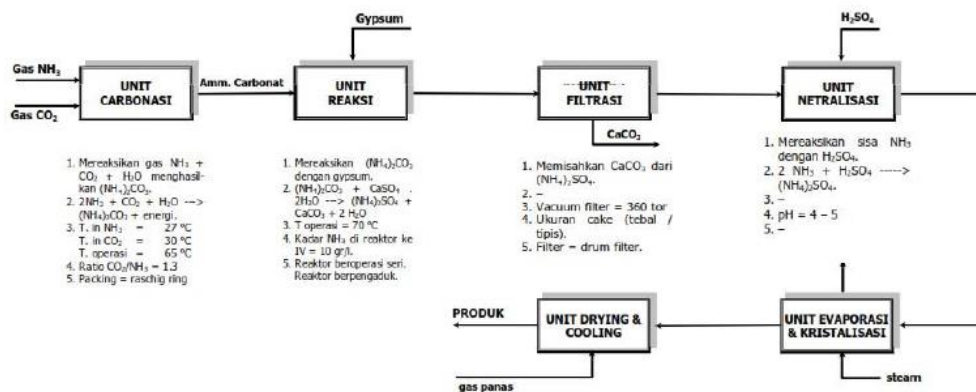 Gypsum
H₂SO₄
Gas NH₃
Gas CO₂
UNIT
CARBONASI
Amm. Carbonat
UNIT
REAKSI
UNIT
FILTRASI
CaCO₃
UNIT
NETRALISASI
1. Mereaksikan gas NH₃ +
CO₂ + H₂O menghasil-
kan (NH₄)₂CO₃.
2. 2NH₃ + CO₂ + H₂O --->
(NH₄)₂CO₃ + energi.
3. T. in NH₃ = 27 °C
T. in CO₂ = 30 °C
T. operasi = 65 °C
4. Ratio CO₂/NH₃ = 1.3
5. Packing = raschig ring
1. Mereaksikan (NH₄)₂CO₃
dengan gypsum.
2. (NH₄)₂CO₃ + CaSO₄ .
2H₂O ---> (NH₄)₂SO₄ +
CaCO₃ + 2 H₂O
3. T operasi = 70 °C
4. Kadar NH₃ di reaktor ke
IV = 10 gr/l.
5. Reaktor beroperasi seri.
Reaktor berpengaduk.
1. Memisahkan CaCO₃ dari
(NH₄)₂SO₄.
2. –
3. Vacuum filter = 360 tor
4. Ukuran cake (tebal /
tipis).
5. Filter = drum filter.
1. Mereaksikan sisa NH₃
dengan H₂SO₄.
2. 2 NH₃ + H₂SO₄ ----->
(NH₄)₂SO₄.
3. –
4. pH = 4 – 5
5. –
PRODUK
UNIT DRYING &
COOLING
gas panas
UNIT EVAPORASI
& KRISTALISASI
steam